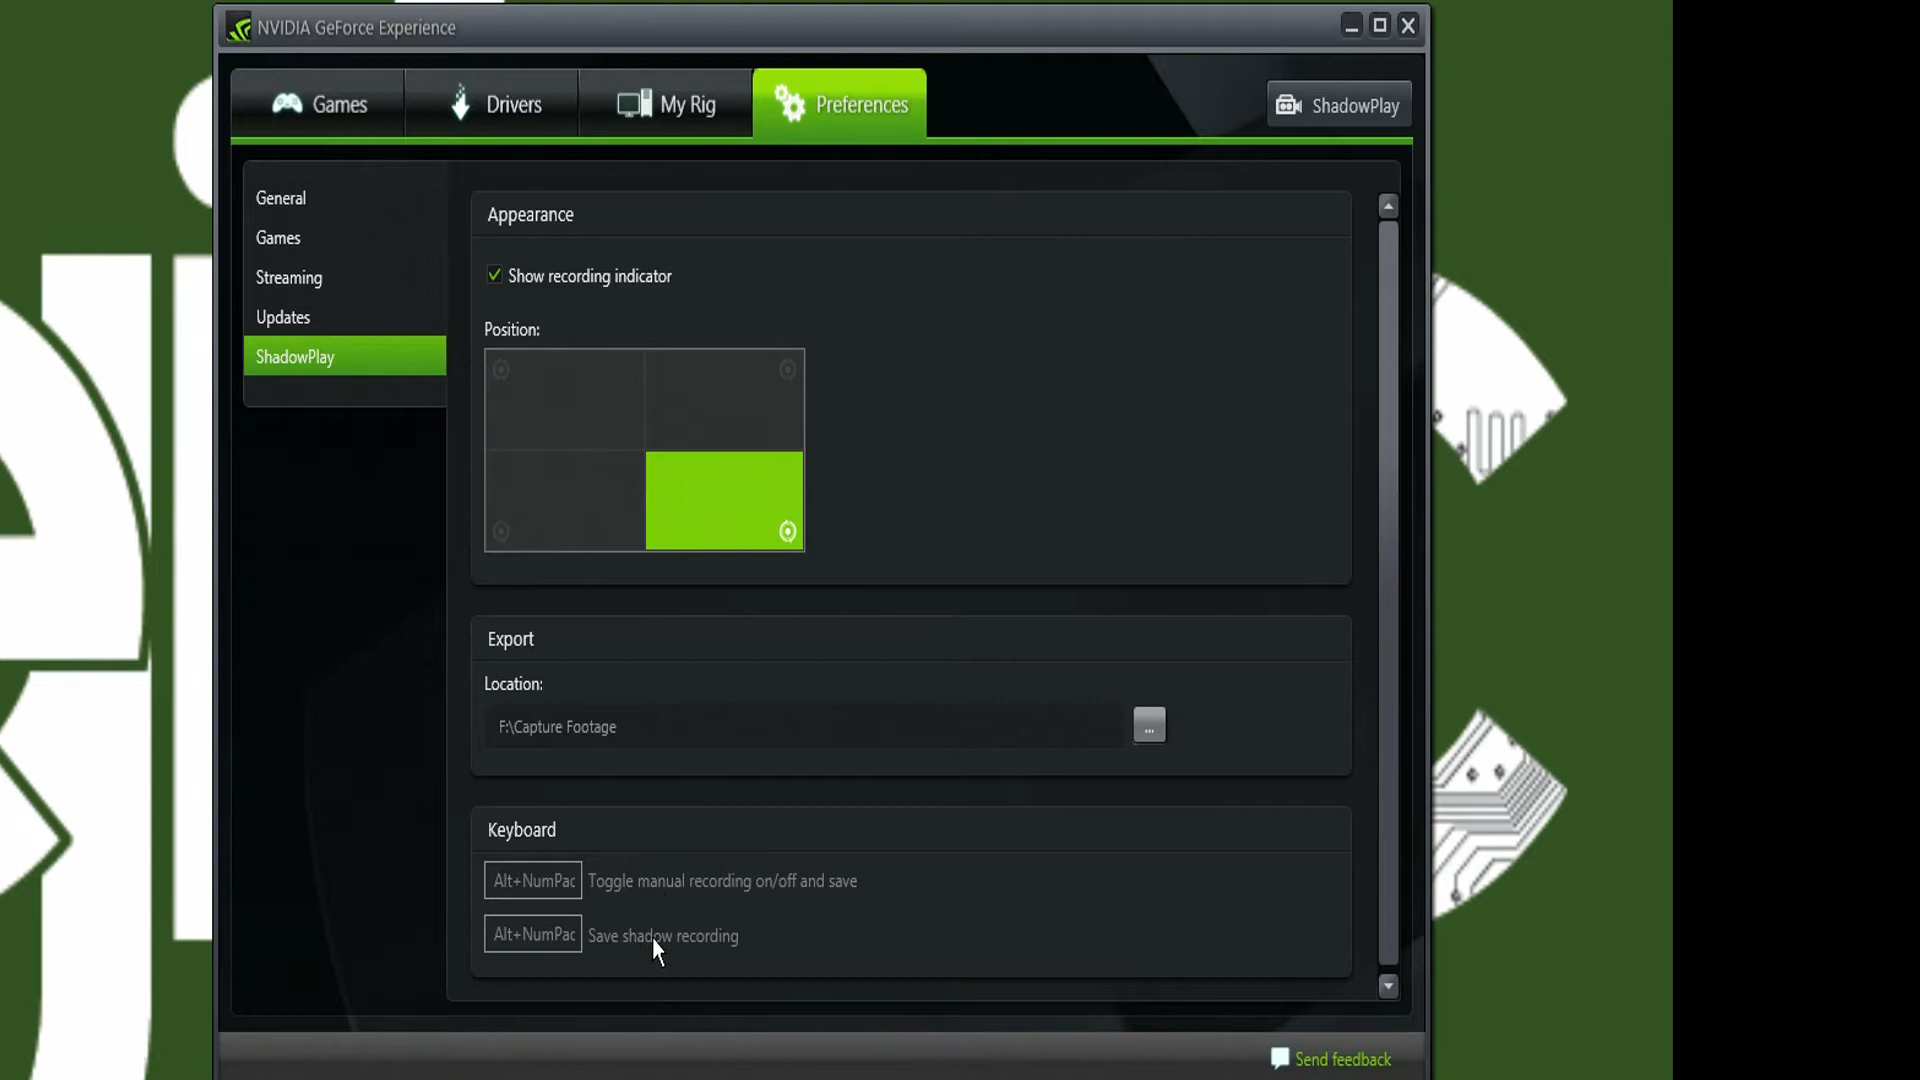 NVIDIA GeForce Experience
Games
Drivers
My Rig
Preferences
ShadowPlay
General
Games
Streaming
Updates
ShadowPlay
Appearance
Show recording indicator
Position:
Export
Location:
F:\Capture Footage
...
Keyboard
Alt+NumPac Toggle manual recording on/off and save
Alt+NumPac Save shadow recording
Send feedback